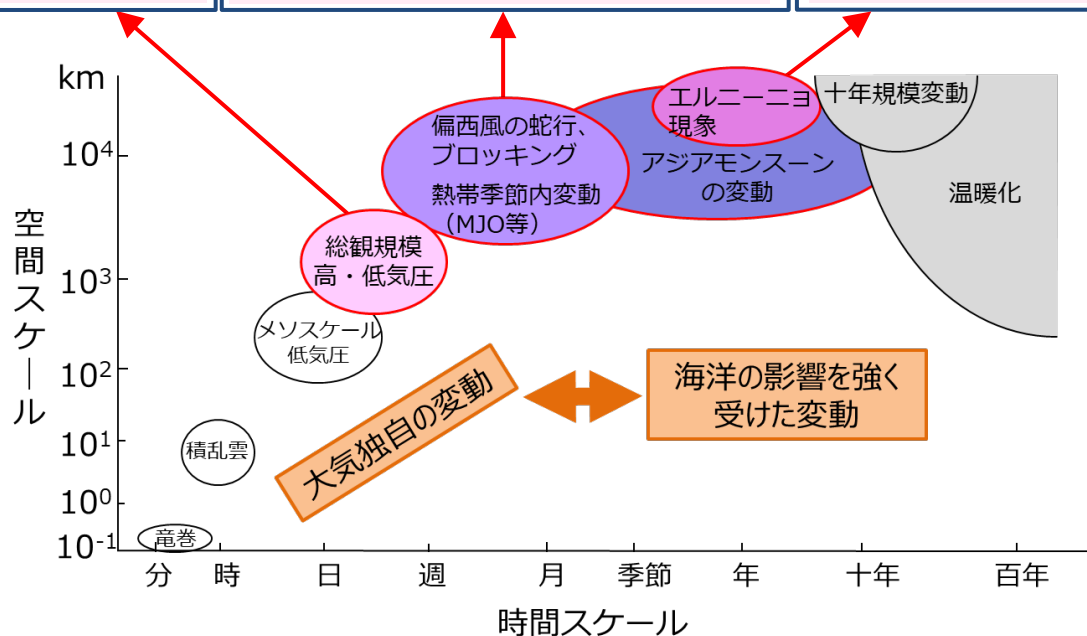 km
10⁴
10³
10²
10¹
10⁰
10⁻¹
空間スケール
偏西風の蛇行、
ブロッキング
熱帯季節内変動
（MJO等）
エルニーニョ
現象
十年規模変動
アジアモンスーン
の変動
温暖化
総観規模
高・低気圧
メソスケール
低気圧
積乱雲
竜巻
大気独自の変動
海洋の影響を強く
受けた変動
分 時 日 週 月 季節 年 十年 百年
時間スケール